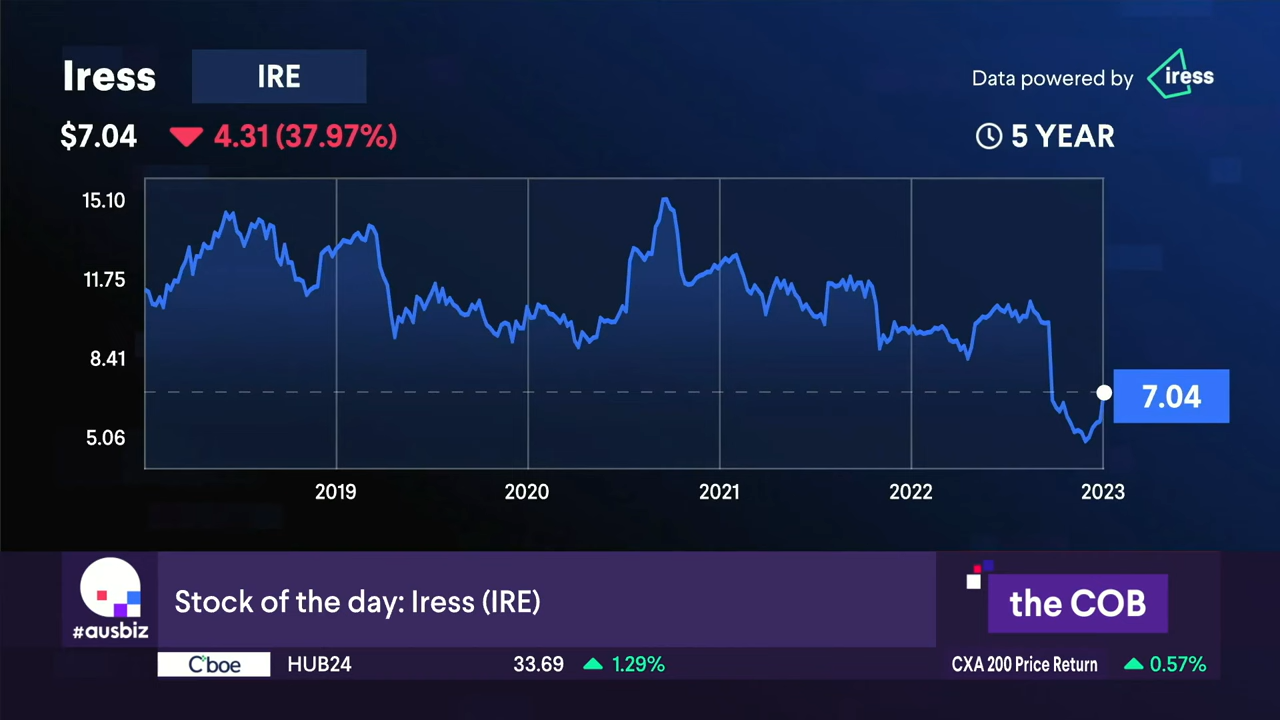 Iress IRE
Data powered by iress
$7.04 ▼ 4.31 (37.97%)
5 YEAR
15.10
11.75
8.41
5.06
7.04
2019 2020 2021 2022 2023
#ausbiz
Stock of the day: Iress (IRE)
the COB
Cboe HUB24 33.69 ▲ 1.29%
CXA 200 Price Return ▲ 0.57%